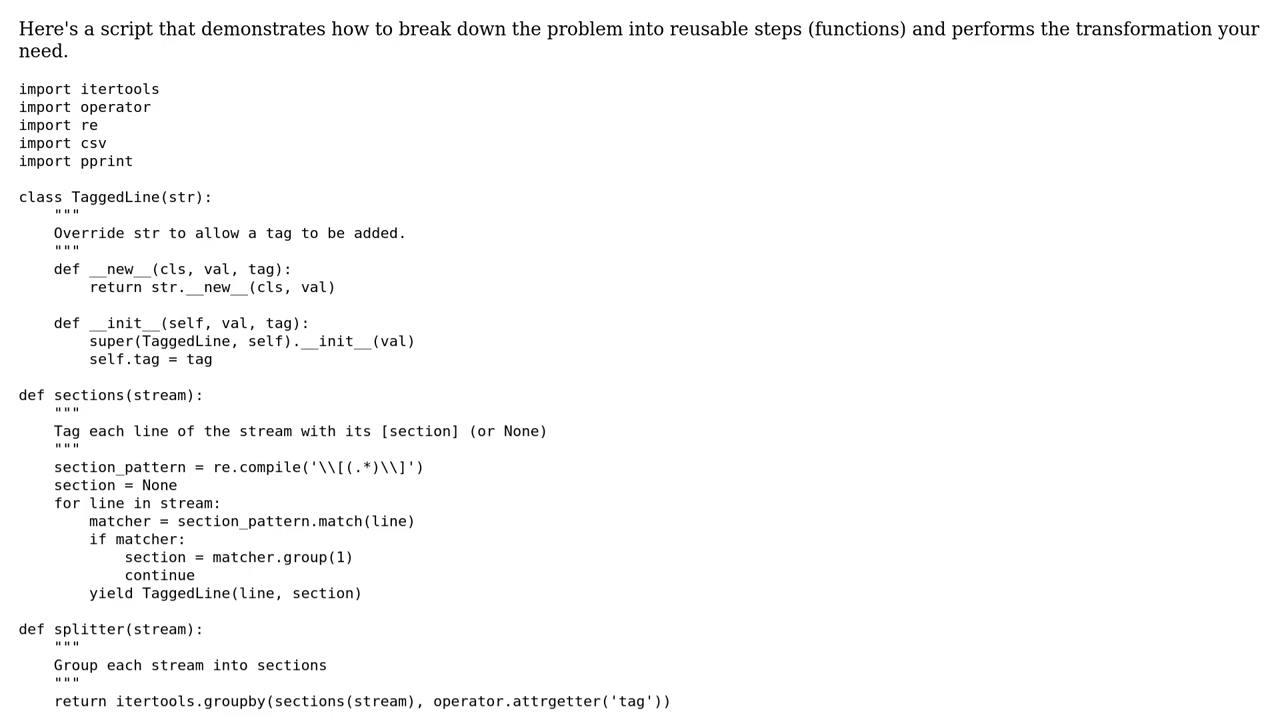 Here's a script that demonstrates how to break down the problem into reusable steps (functions) and performs the transformation your
need.
import itertools
import operator
import re
import csv
import pprint
class TaggedLine(str):
    """
    Override str to allow a tag to be added.
    """
    def __new__(cls, val, tag):
        return str.__new__(cls, val)
    def __init__(self, val, tag):
        super(TaggedLine, self).__init__(val)
        self.tag = tag
def sections(stream):
    """
    Tag each line of the stream with its [section] (or None)
    """
    section_pattern = re.compile('\\[(.*)\\]')
    section = None
    for line in stream:
        matcher = section_pattern.match(line)
        if matcher:
            section = matcher.group(1)
            continue
        yield TaggedLine(line, section)
def splitter(stream):
    """
    Group each stream into sections
    """
    return itertools.groupby(sections(stream), operator.attrgetter('tag'))